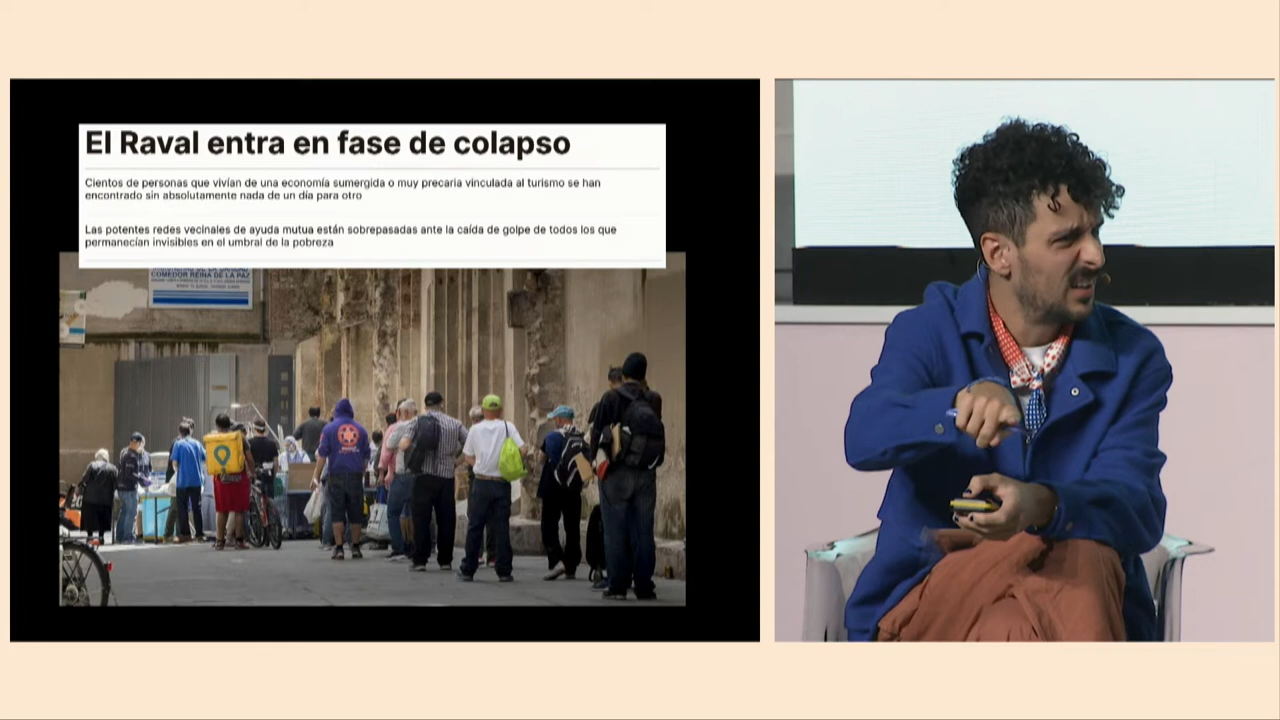 El Raval entra en fase de colapso
Cientos de personas que vivían de una economía sumergida o muy precaria vinculada al turismo se han
encontrado sin absolutamente nada de un día para otro
Las potentes redes vecinales de ayuda mutua están sobrepasadas ante la caída de golpe de todos los que
permanecían invisibles en el umbral de la pobreza
COMEDOR REINA DE LA PAZ